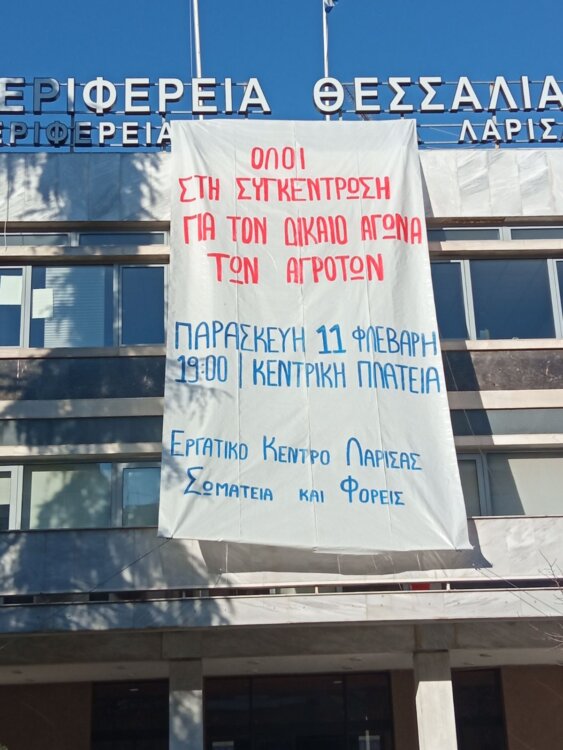 ΕΡΙΦΕΡΕΙΑ ΘΕΣΣΑΛΙΑ
ΕΡΙΦΕΡΕΙΑ ΛΑΡΙΣΑ
ΟΛΟΙ
ΣΤΗ ΣΥΓΚΕΝΤΡΩΣΗ
ΓΙΑ ΤΟΝ ΔΙΚΑΙΟ ΑΓΩΝΑ
ΤΩΝ ΑΓΡΟΤΩΝ
ΠΑΡΑΣΚΕΥΗ 11 ΦΛΕΒΑΡΗ
19:00 | ΚΕΝΤΡΙΚΗ ΠΛΑΤΕΙΑ
ΕΡΓΑΤΙΚΟ ΚΕΝΤΡΟ ΛΑΡΙΣΑΣ
ΣΩΜΑΤΕΙΑ ΚΑΙ ΦΟΡΕΙΣ